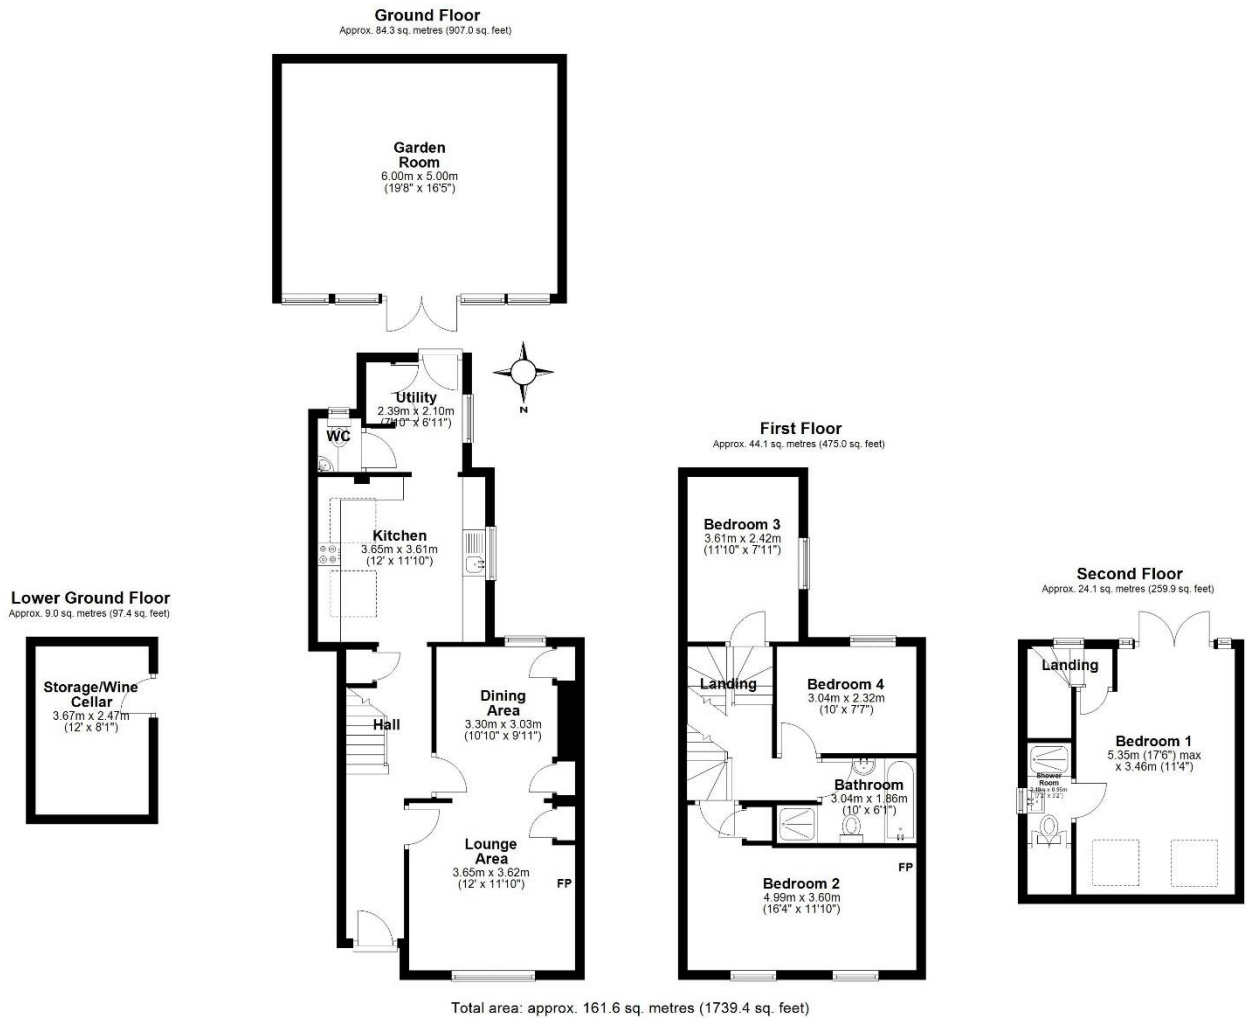 Ground Floor
Approx. 84.3 sq. metres (907.0 sq. feet)
Garden
Room
6.00m x 5.00m
(19'8" x 16'5")
N
Utility
2.39m x 2.10m
(7'10" x 6'11")
WC
Kitchen
3.65m x 3.61m
(12' x 11'10")
Hall
Dining
Area
3.30m x 3.03m
(10'10" x 9'11")
Lounge
Area
3.65m x 3.62m
(12' x 11'10")
FP
Lower Ground Floor
Approx. 9.0 sq. metres (97.4 sq. feet)
Storage/Wine
Cellar
3.67m x 2.47m
(12' x 8'1")
First Floor
Approx. 44.1 sq. metres (475.0 sq. feet)
Bedroom 3
3.61m x 2.42m
(11'10" x 7'11")
Landing
Bedroom 4
3.04m x 2.32m
(10' x 7'7")
Bathroom
3.04m x 1.86m
(10' x 6'1")
Bedroom 2
4.99m x 3.60m
(16'4" x 11'10")
FP
Second Floor
Approx. 24.1 sq. metres (259.9 sq. feet)
Landing
Bedroom 1
5.35m (17'6") max
x 3.46m (11'4")
Shower
Room
Total area: approx. 161.6 sq. metres (1739.4 sq. feet)